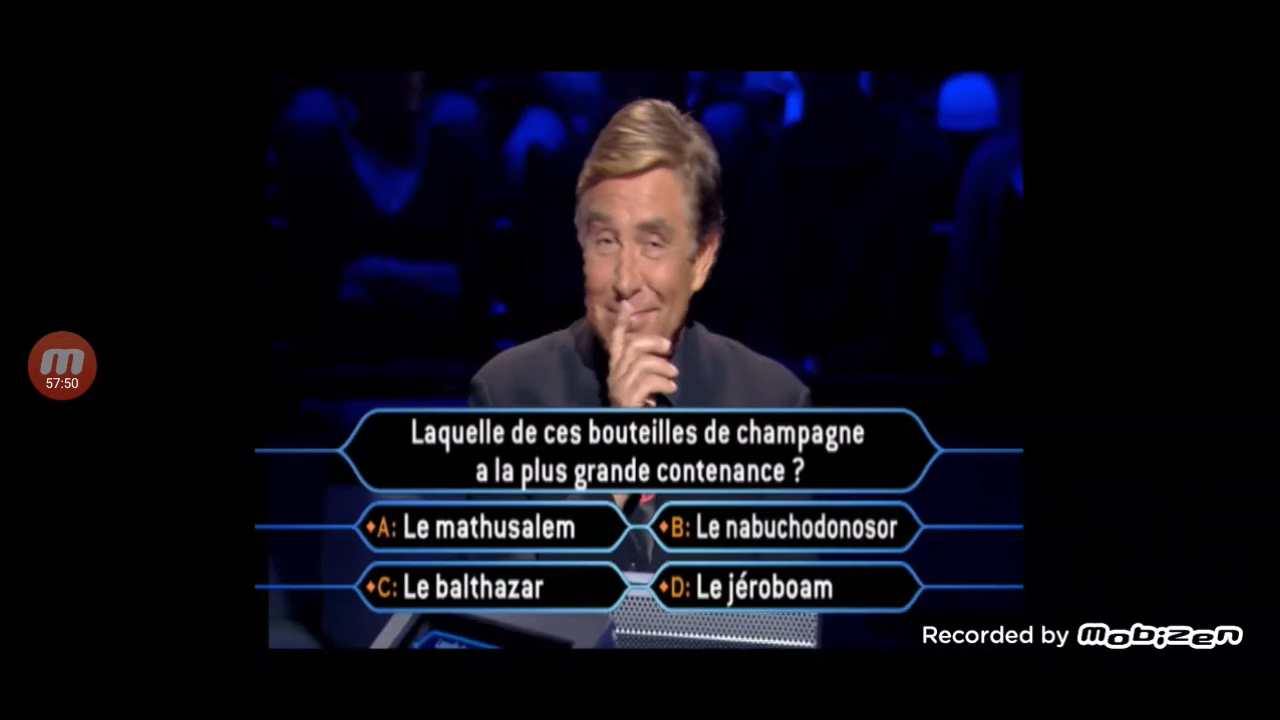 57:50
Laquelle de ces bouteilles de champagne
a la plus grande contenance ?
A: Le mathusalem
B: Le nabuchodonosor
C: Le balthazar
D: Le jéroboam
Recorded by mobizen